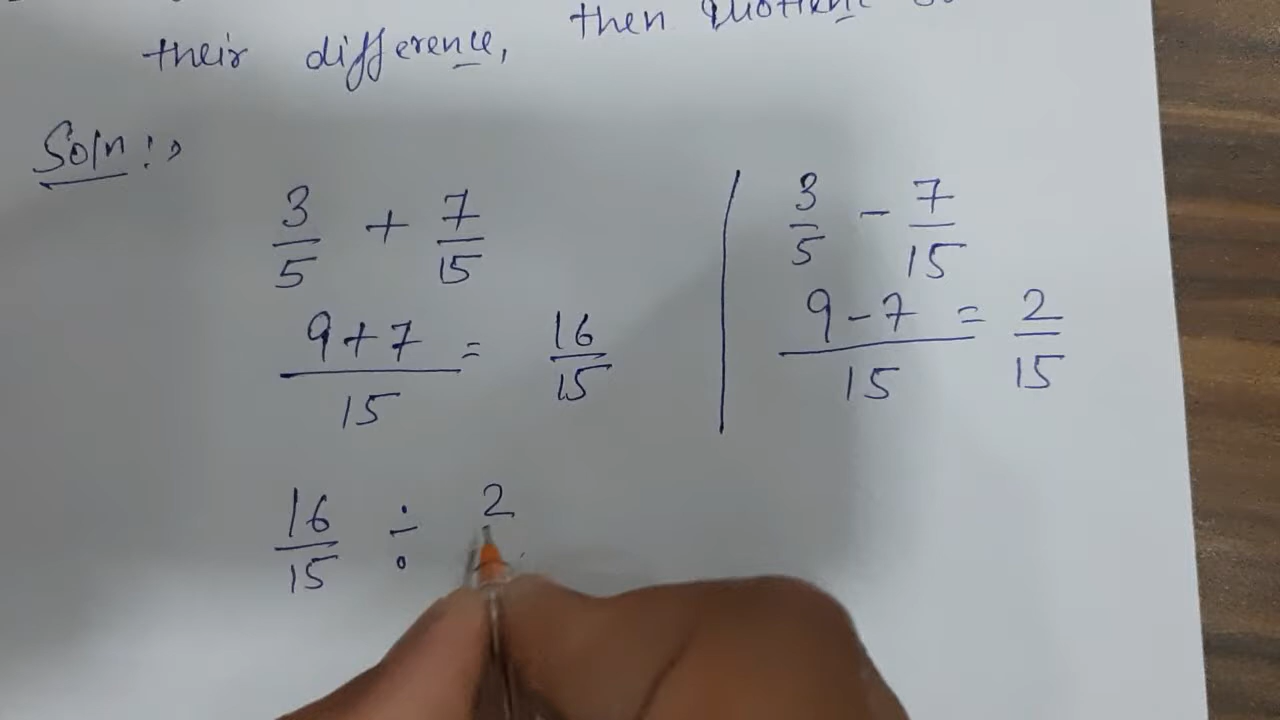 their difference, then Quotient
Soln :→
3/5 + 7/15
(9+7)/15 = 16/15
3/5 - 7/15
(9-7)/15 = 2/15
16/15 ÷ 2